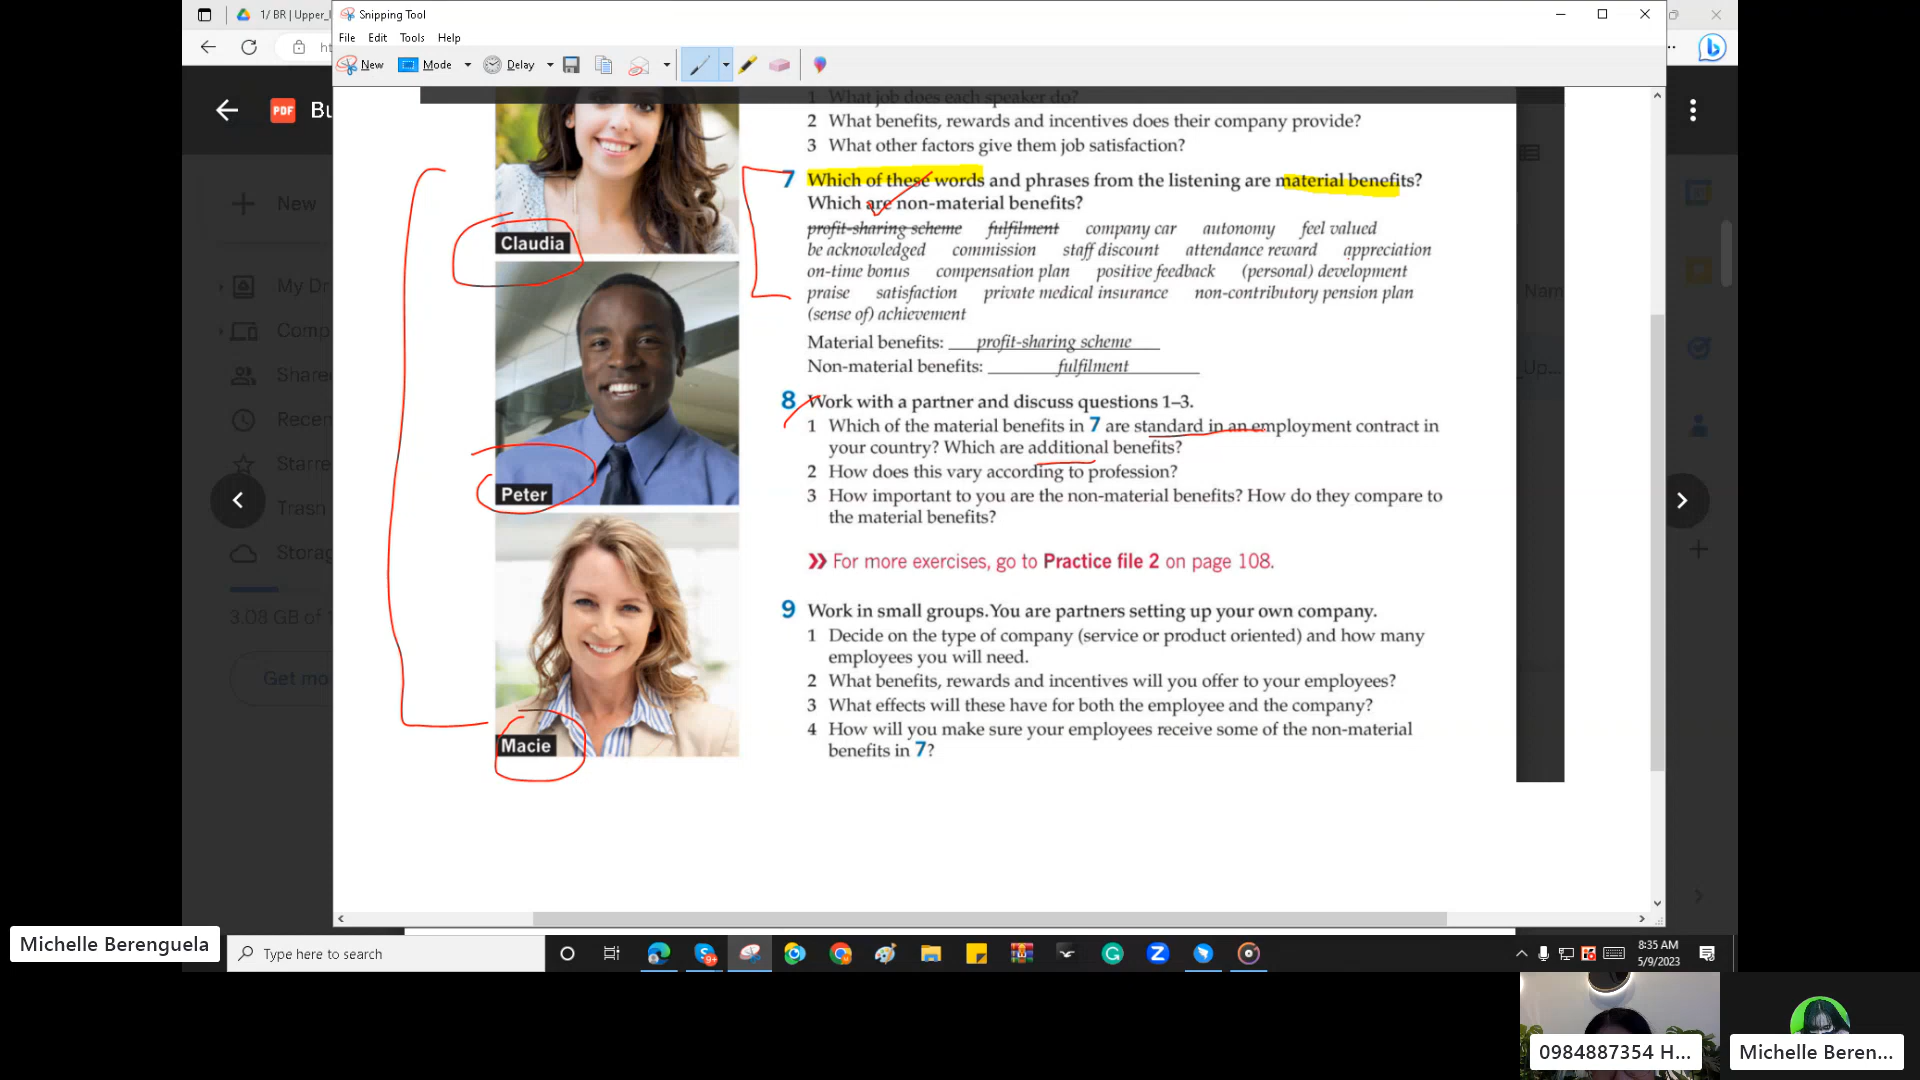 1/ BR | Upper_I
Snipping Tool
File Edit Tools Help
New Mode Delay
PDF Bu
New
My Dr
Comp
Share
Recen
Starre
Trash
Storag
3.08 GB of 1
Get mo
Nam
_Up...
Claudia
Peter
Macie
1 What job does each speaker do?
2 What benefits, rewards and incentives does their company provide?
3 What other factors give them job satisfaction?
7 Which of these words and phrases from the listening are material benefits?
Which are non-material benefits?
profit-sharing scheme fulfilment company car autonomy feel valued
be acknowledged commission staff discount attendance reward appreciation
on-time bonus compensation plan positive feedback (personal) development
praise satisfaction private medical insurance non-contributory pension plan
(sense of) achievement
Material benefits: profit-sharing scheme
Non-material benefits: fulfilment
8 Work with a partner and discuss questions 1–3.
1 Which of the material benefits in 7 are standard in an employment contract in
your country? Which are additional benefits?
2 How does this vary according to profession?
3 How important to you are the non-material benefits? How do they compare to
the material benefits?
For more exercises, go to Practice file 2 on page 108.
9 Work in small groups. You are partners setting up your own company.
1 Decide on the type of company (service or product oriented) and how many
employees you will need.
2 What benefits, rewards and incentives will you offer to your employees?
3 What effects will these have for both the employee and the company?
4 How will you make sure your employees receive some of the non-material
benefits in 7?
Michelle Berenguela
Type here to search
8:35 AM
5/9/2023
0984887354 H...
Michelle Beren...